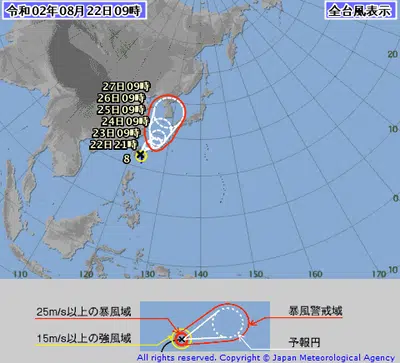 令和02年08月22日09時
全台風表示
27日09時
26日09時
25日09時
24日09時
23日09時
22日21時
8
20
10
110
120
130
140
150
160
170
25m/s以上の暴風域
暴風警戒域
15m/s以上の強風域
予報円
All rights reserved. Copyright © Japan Meteorological Agency